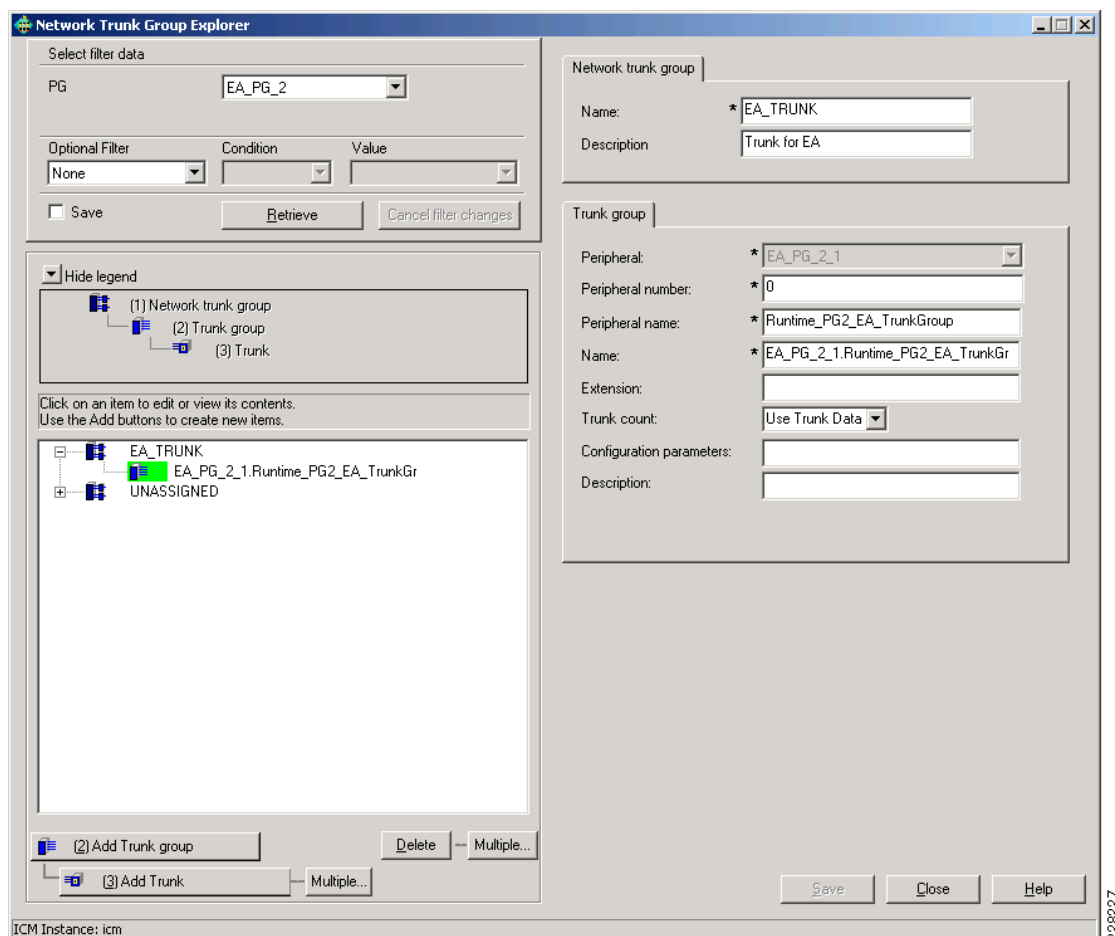 Network Trunk Group Explorer
Select filter data
PG
EA_PG_2
Optional Filter Condition Value
None
Save Retrieve Cancel filter changes
Hide legend
(1) Network trunk group
(2) Trunk group
(3) Trunk
Click on an item to edit or view its contents.
Use the Add buttons to create new items.
EA_TRUNK
EA_PG_2_1.Runtime_PG2_EA_TrunkGr
UNASSIGNED
(2) Add Trunk group Delete Multiple...
(3) Add Trunk Multiple...
Network trunk group
Name: * EA_TRUNK
Description Trunk for EA
Trunk group
Peripheral: * EA_PG_2_1
Peripheral number: * 0
Peripheral name: * Runtime_PG2_EA_TrunkGroup
Name: * EA_PG_2_1.Runtime_PG2_EA_TrunkGr
Extension:
Trunk count: Use Trunk Data
Configuration parameters:
Description:
Save Close Help
ICM Instance: icm